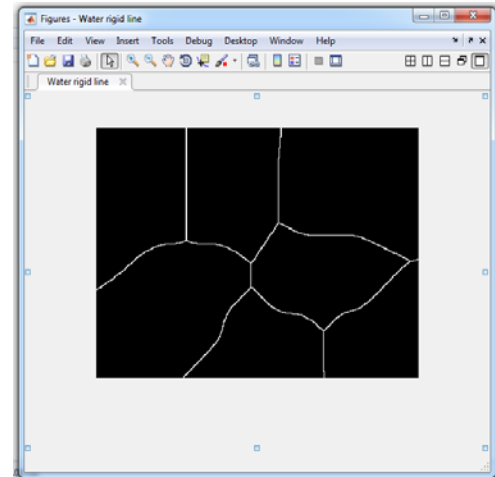 Figures - Water rigid line
File Edit View Insert Tools Debug Desktop Window Help
Water rigid line